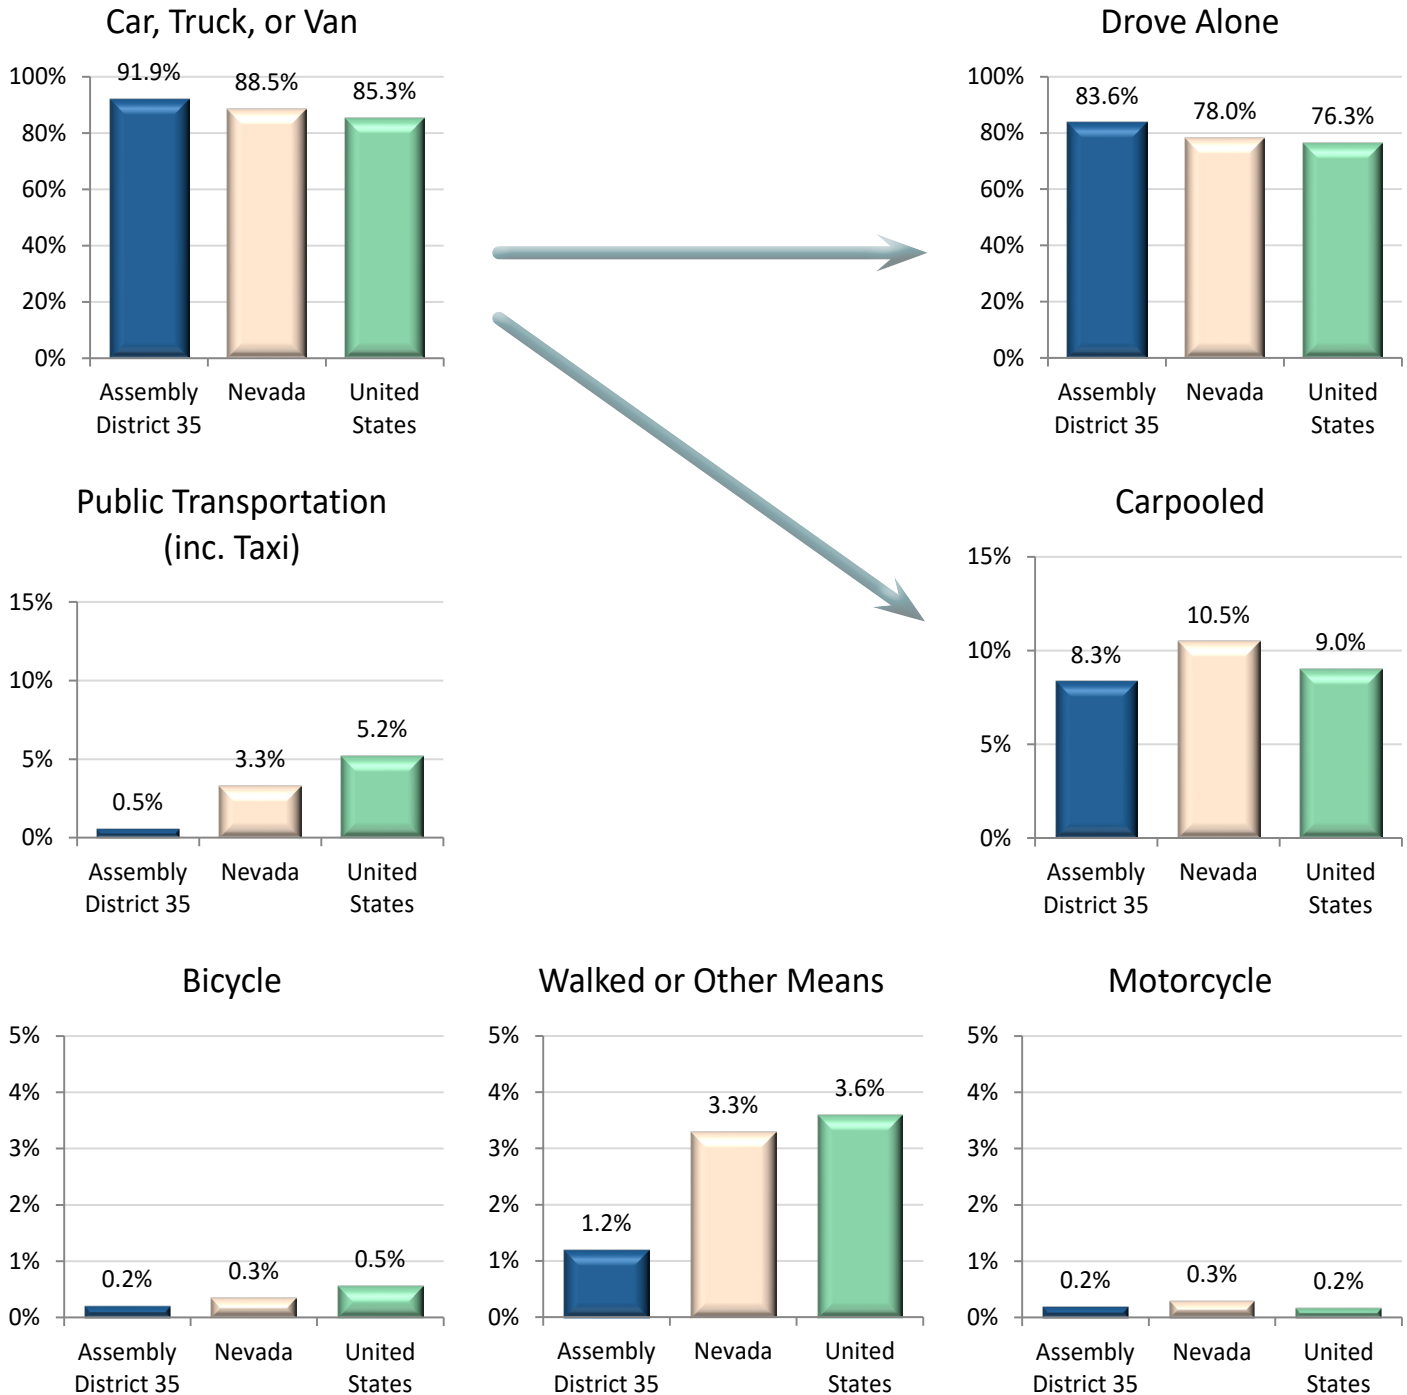 Car, Truck, or Van
100%
80%
60%
40%
20%
0%
91.9%
88.5%
85.3%
Assembly
District 35
Nevada
United
States
Drove Alone
100%
80%
60%
40%
20%
0%
83.6%
78.0%
76.3%
Assembly
District 35
Nevada
United
States
Public Transportation
(inc. Taxi)
15%
10%
5%
0%
0.5%
3.3%
5.2%
Assembly
District 35
Nevada
United
States
Carpooled
15%
10%
5%
0%
8.3%
10.5%
9.0%
Assembly
District 35
Nevada
United
States
Bicycle
5%
4%
3%
2%
1%
0%
0.2%
0.3%
0.5%
Assembly
District 35
Nevada
United
States
Walked or Other Means
5%
4%
3%
2%
1%
0%
1.2%
3.3%
3.6%
Assembly
District 35
Nevada
United
States
Motorcycle
5%
4%
3%
2%
1%
0%
0.2%
0.3%
0.2%
Assembly
District 35
Nevada
United
States